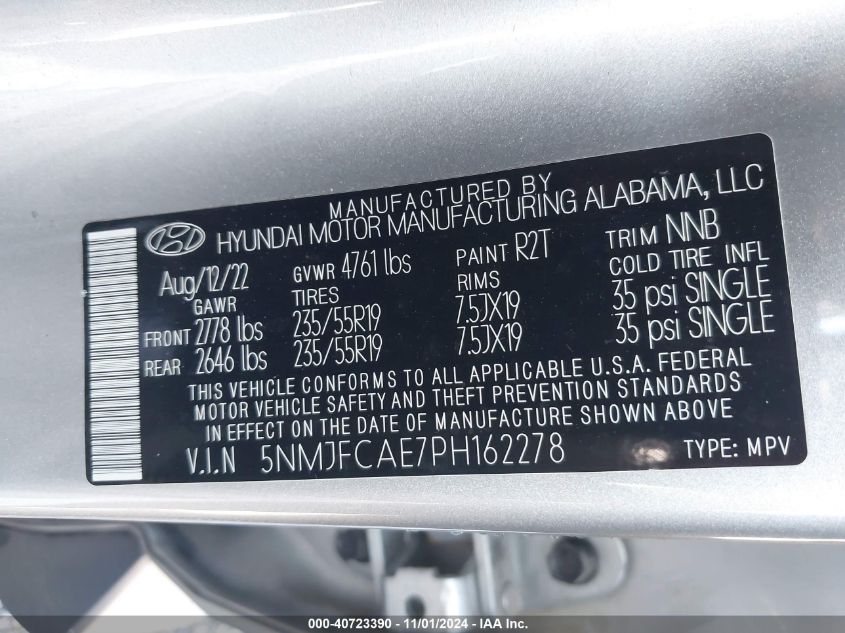 MANUFACTURED BY
HYUNDAI MOTOR MANUFACTURING ALABAMA, LLC
Aug/12/22 GVWR 4761 lbs PAINT R2T TRIM NNB
GAWR TIRES RIMS COLD TIRE INFL
FRONT 2778 lbs 235/55R19 7.5JX19 35 psi SINGLE
REAR 2646 lbs 235/55R19 7.5JX19 35 psi SINGLE
THIS VEHICLE CONFORMS TO ALL APPLICABLE U.S.A. FEDERAL
MOTOR VEHICLE SAFETY AND THEFT PREVENTION STANDARDS
IN EFFECT ON THE DATE OF MANUFACTURE SHOWN ABOVE
V.I.N 5NMJFCAE7PH162278 TYPE: MPV
000-40723390 - 11/01/2024 - IAA Inc.